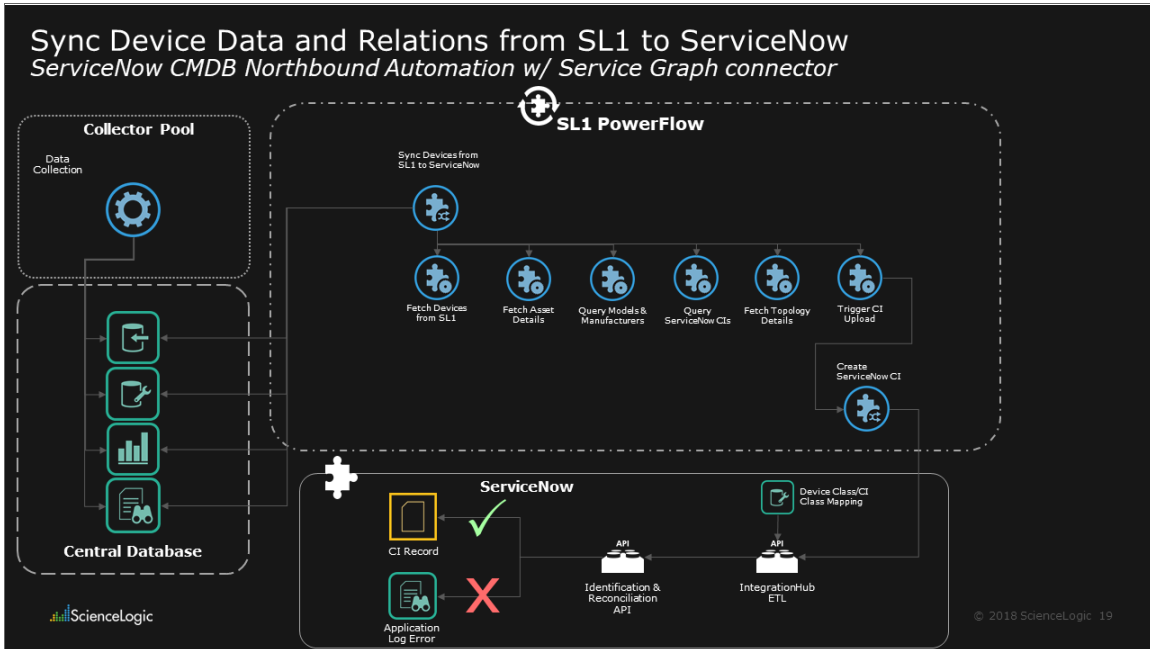 Sync Device Data and Relations from SL1 to ServiceNow
ServiceNow CMDB Northbound Automation w/ Service Graph connector
Collector Pool
Data
Collection
SL1 PowerFlow
Sync Devices from
SL1 to ServiceNow
Fetch Devices
from SL1
Fetch Asset
Details
Query Models &
Manufacturers
Query
ServiceNow CIs
Fetch Topology
Details
Trigger CI
Upload
Create
ServiceNow CI
Central Database
ServiceNow
CI Record
Application
Log Error
API
Identification &
Reconciliation
API
API
IntegrationHub
ETL
Device Class/CI
Class Mapping
ScienceLogic
© 2018 ScienceLogic 19